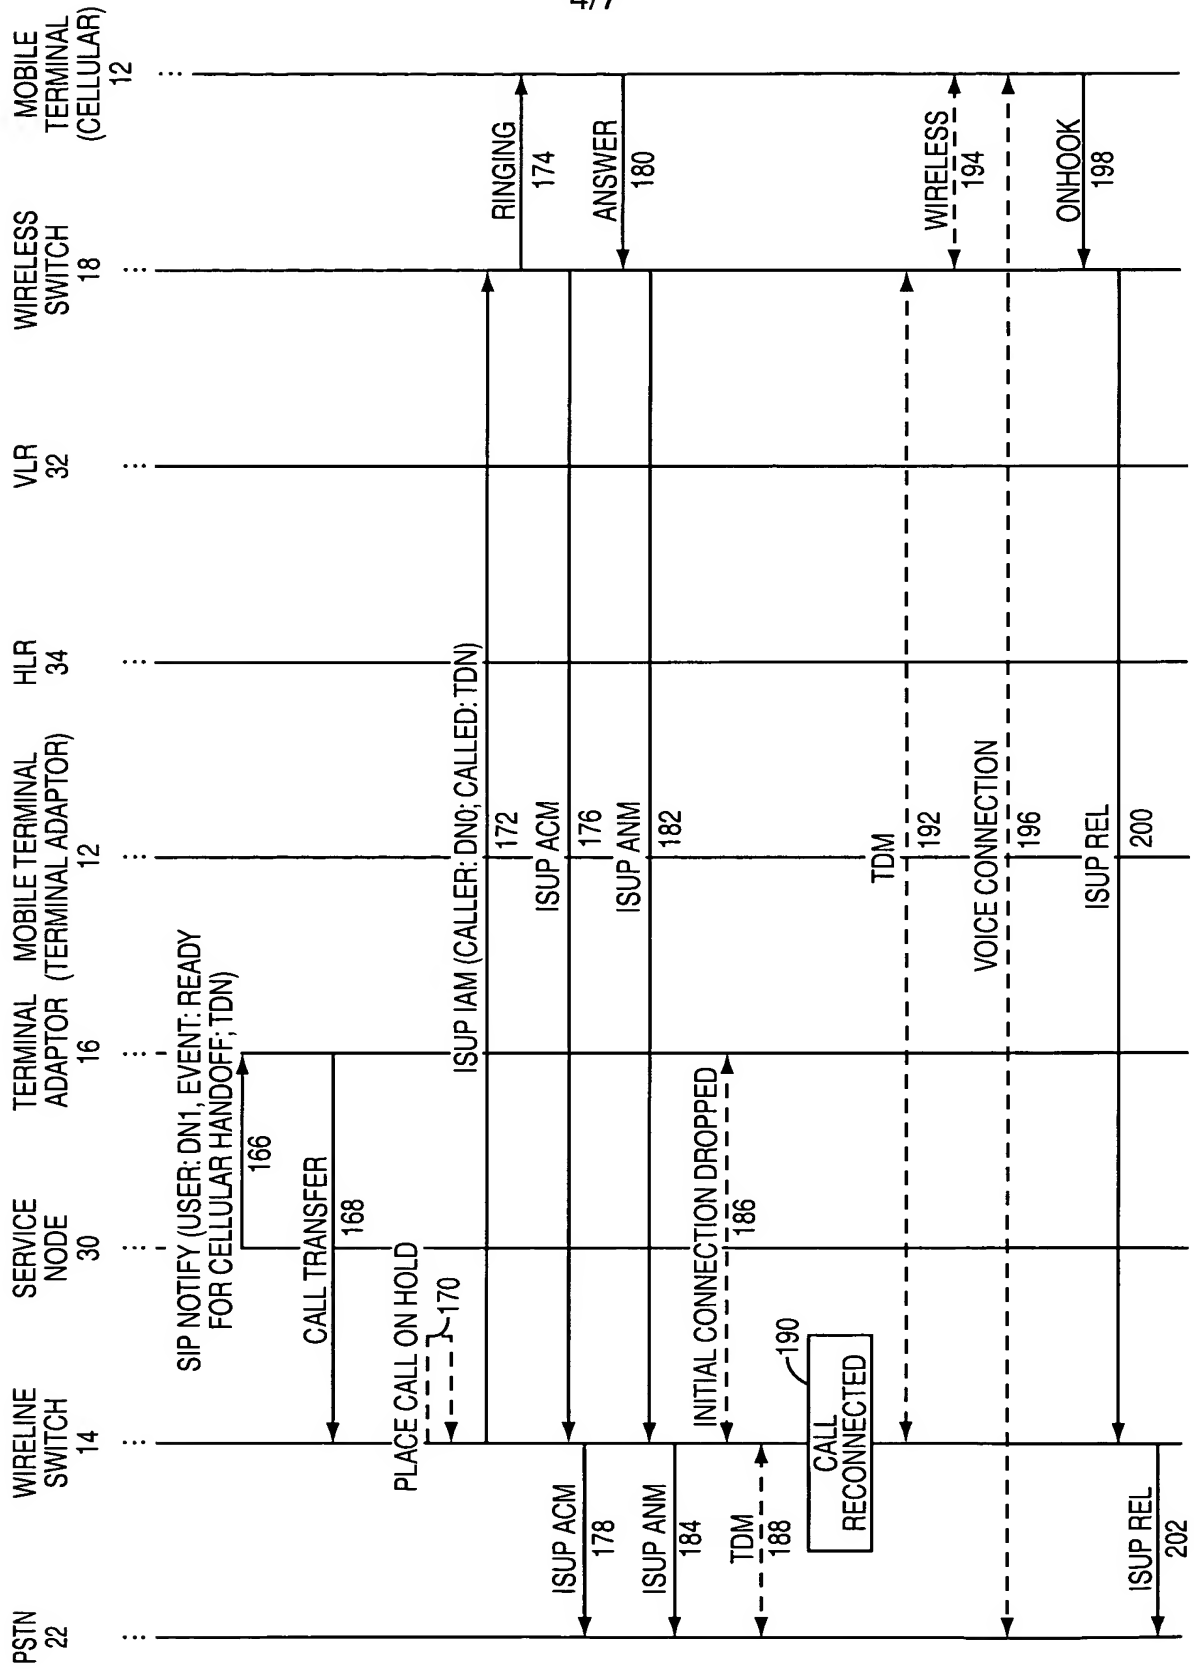 4/7
PSTN
22
WIRELINE
SWITCH
14
SERVICE
NODE
30
TERMINAL
ADAPTOR
16
MOBILE TERMINAL
(TERMINAL ADAPTOR)
12
HLR
34
VLR
32
WIRELESS
SWITCH
18
MOBILE
TERMINAL
(CELLULAR)
12
SIP NOTIFY (USER: DN1, EVENT: READY
FOR CELLULAR HANDOFF; TDN)
166
CALL TRANSFER
168
PLACE CALL ON HOLD
170
ISUP IAM (CALLER: DN0; CALLED: TDN)
172
RINGING
174
ISUP ACM
176
ISUP ACM
178
ANSWER
180
ISUP ANM
182
ISUP ANM
184
INITIAL CONNECTION DROPPED
186
TDM
188
190
CALL
RECONNECTED
TDM
192
WIRELESS
194
VOICE CONNECTION
196
ONHOOK
198
ISUP REL
200
ISUP REL
202